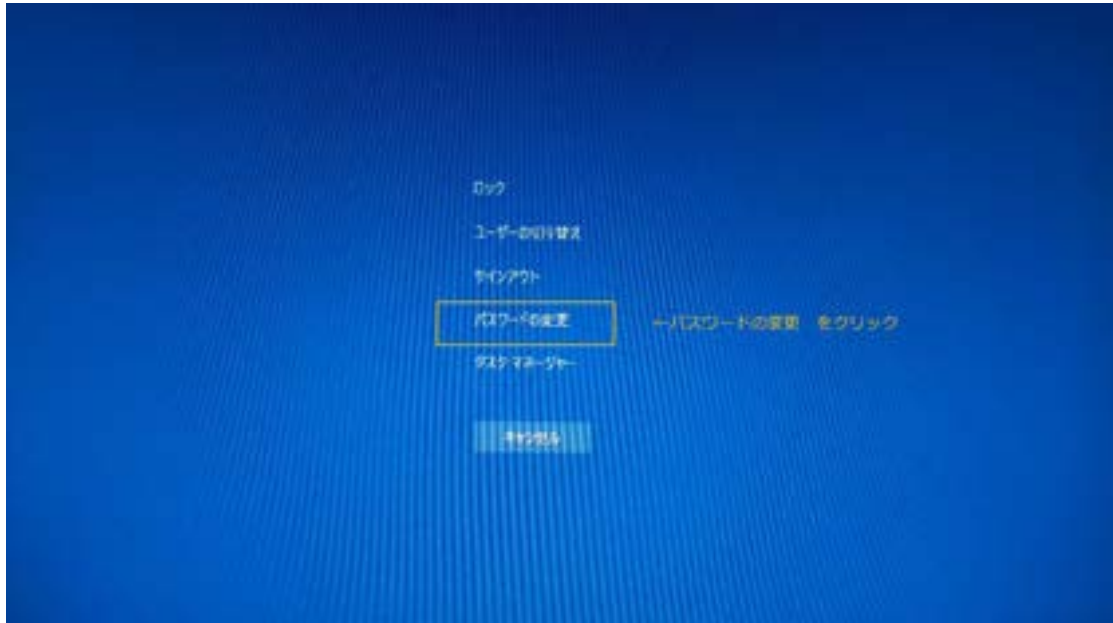 ロック
ユーザーの切り替え
サインアウト
パスワードの変更
←パスワードの変更 をクリック
タスク マネージャー
キャンセル